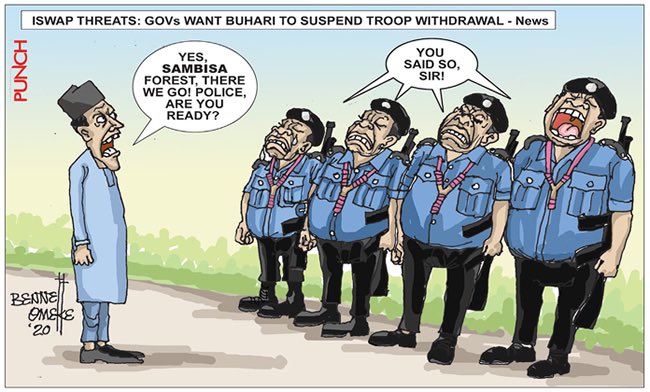 ISWAP THREATS: GOVs WANT BUHARI TO SUSPEND TROOP WITHDRAWAL - News
PUNCH
YES,
SAMBISA
FOREST, THERE
WE GO! POLICE,
ARE YOU
READY?
YOU
SAID SO,
SIR!
BENNETT
OMEKE
'20